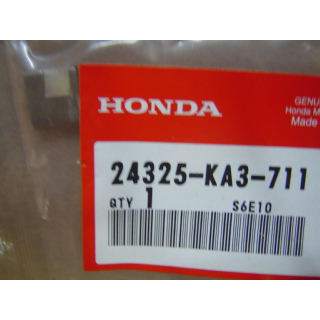 HONDA
GENU
Honda M
Made
24325-KA3-711
QTY 1 S6E10